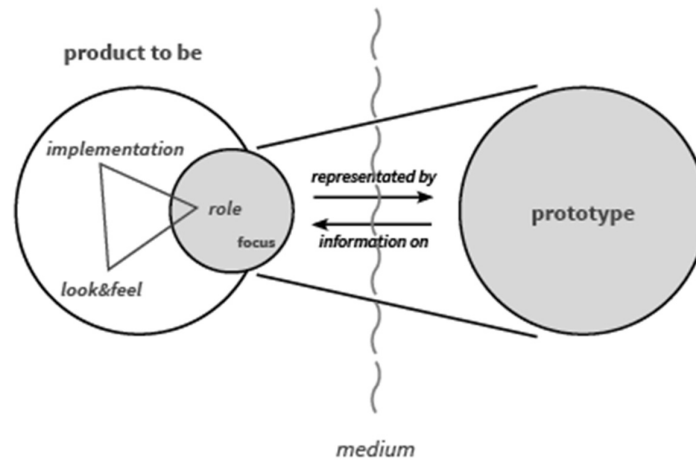 product to be
implementation
representated by
role
prototype
focus
information on
look&feel
medium